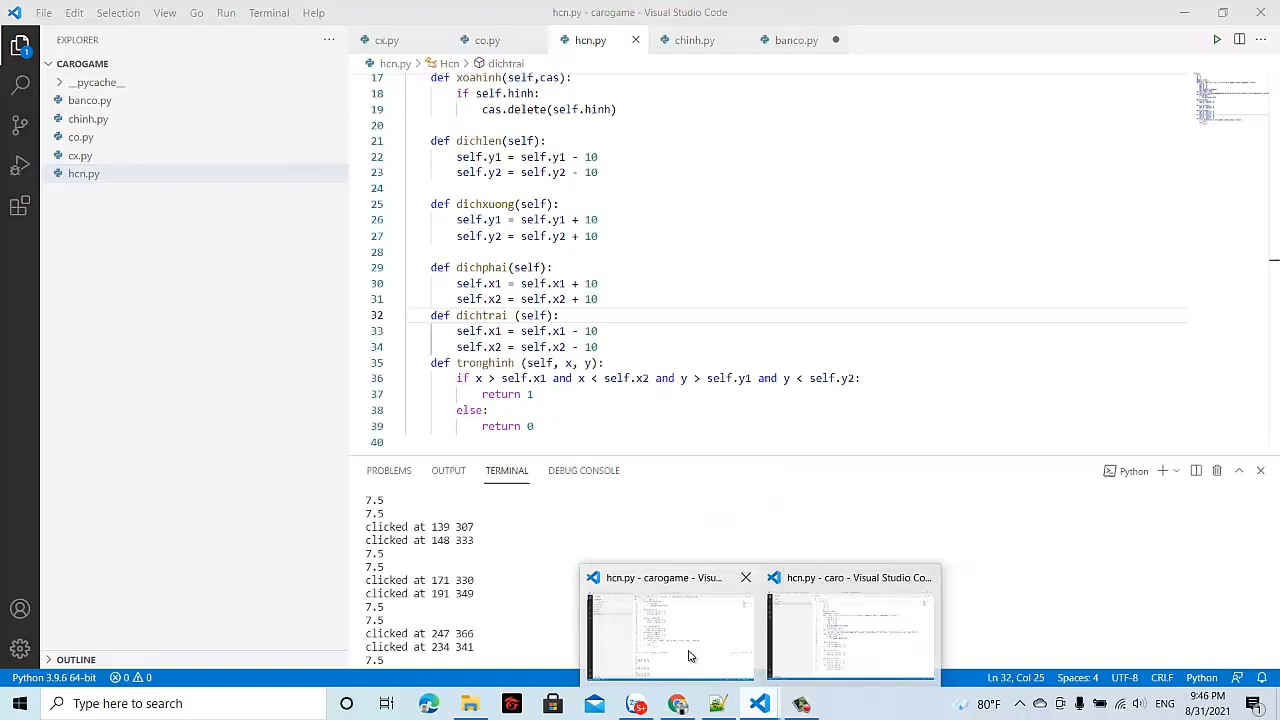 File Edit Selection View Go Run Terminal Help hcn.py - carogame - Visual Studio Code
EXPLORER ··· cx.py co.py hcn.py chinh.py banco.py
CAROGAME
hcn.py > Hcn > dichtrai
__pycache__
banco.py
chinh.py
co.py
cx.py
hcn.py
17 def xoahinh(self,cas):
18 if self.hinh:
19 cas.delete(self.hinh)
20
21 def dichlen(self):
22 self.y1 = self.y1 - 10
23 self.y2 = self.y2 - 10
24
25 def dichxuong(self):
26 self.y1 = self.y1 + 10
27 self.y2 = self.y2 + 10
28
29 def dichphai(self):
30 self.x1 = self.x1 + 10
31 self.x2 = self.x2 + 10
32 def dichtrai (self):
33 self.x1 = self.x1 - 10
34 self.x2 = self.x2 - 10
35 def tronghinh (self, x, y):
36 if x > self.x1 and x < self.x2 and y > self.y1 and y < self.y2:
37 return 1
38 else:
39 return 0
40
PROBLEMS OUTPUT TERMINAL DEBUG CONSOLE Python
7.5
7.5
clicked at 139 307
clicked at 148 333
7.5
7.5
clicked at 171 330
clicked at 191 349
7.5
7.5
clicked at 247 366
clicked at 234 341
7.5
hcn.py - carogame - Visu... hcn.py - caro - Visual Studio Co...
OUTLINE
Python 3.9.6 64-bit 0 0 Ln 32, Col 25 Spaces: 4 UTF-8 CRLF Python
Type here to search 80°F ENG 9:46 PM
8/31/2021